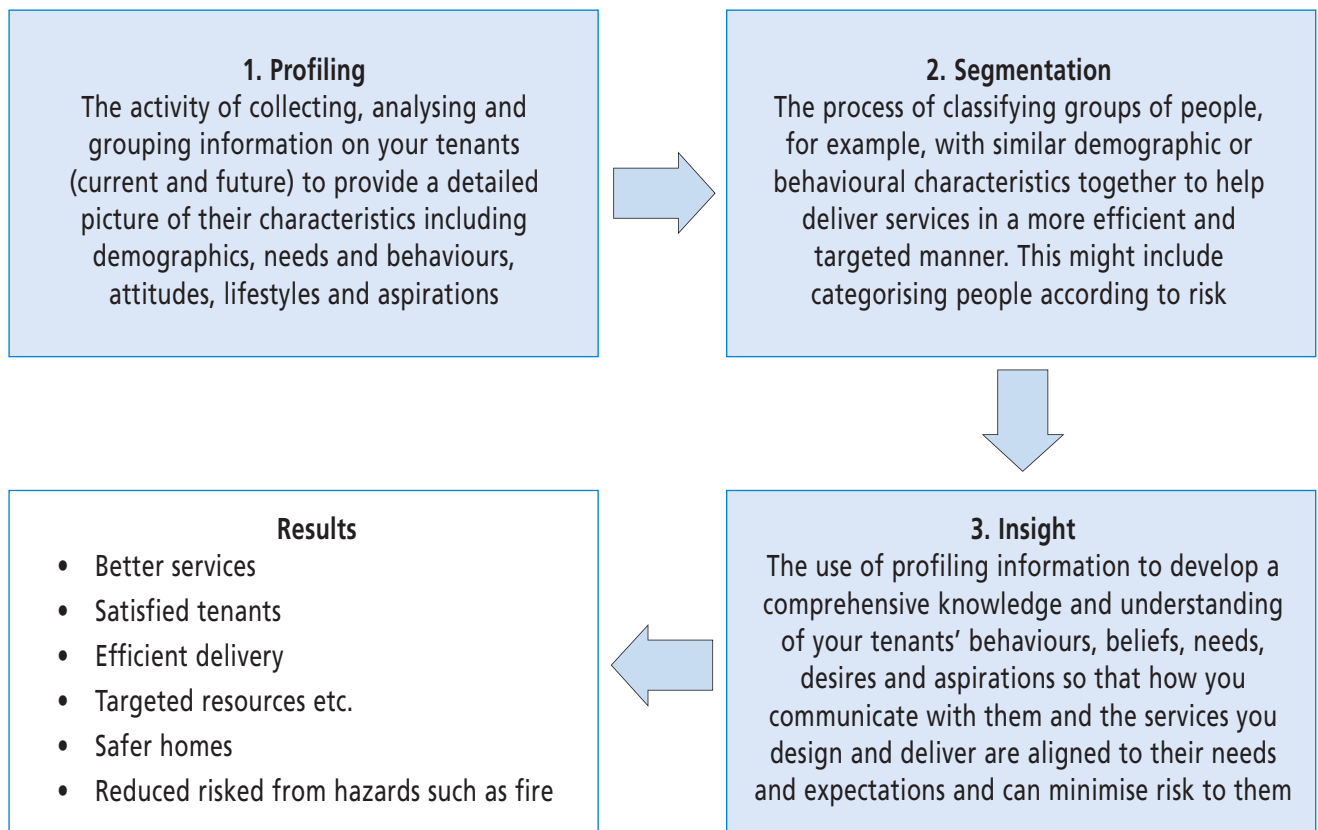 1. Profiling
The activity of collecting, analysing and
grouping information on your tenants
(current and future) to provide a detailed
picture of their characteristics including
demographics, needs and behaviours,
attitudes, lifestyles and aspirations
2. Segmentation
The process of classifying groups of people,
for example, with similar demographic or
behavioural characteristics together to help
deliver services in a more efficient and
targeted manner. This might include
categorising people according to risk
3. Insight
The use of profiling information to develop a
comprehensive knowledge and understanding
of your tenants’ behaviours, beliefs, needs,
desires and aspirations so that how you
communicate with them and the services you
design and deliver are aligned to their needs
and expectations and can minimise risk to them
Results
• Better services
• Satisfied tenants
• Efficient delivery
• Targeted resources etc.
• Safer homes
• Reduced risked from hazards such as fire